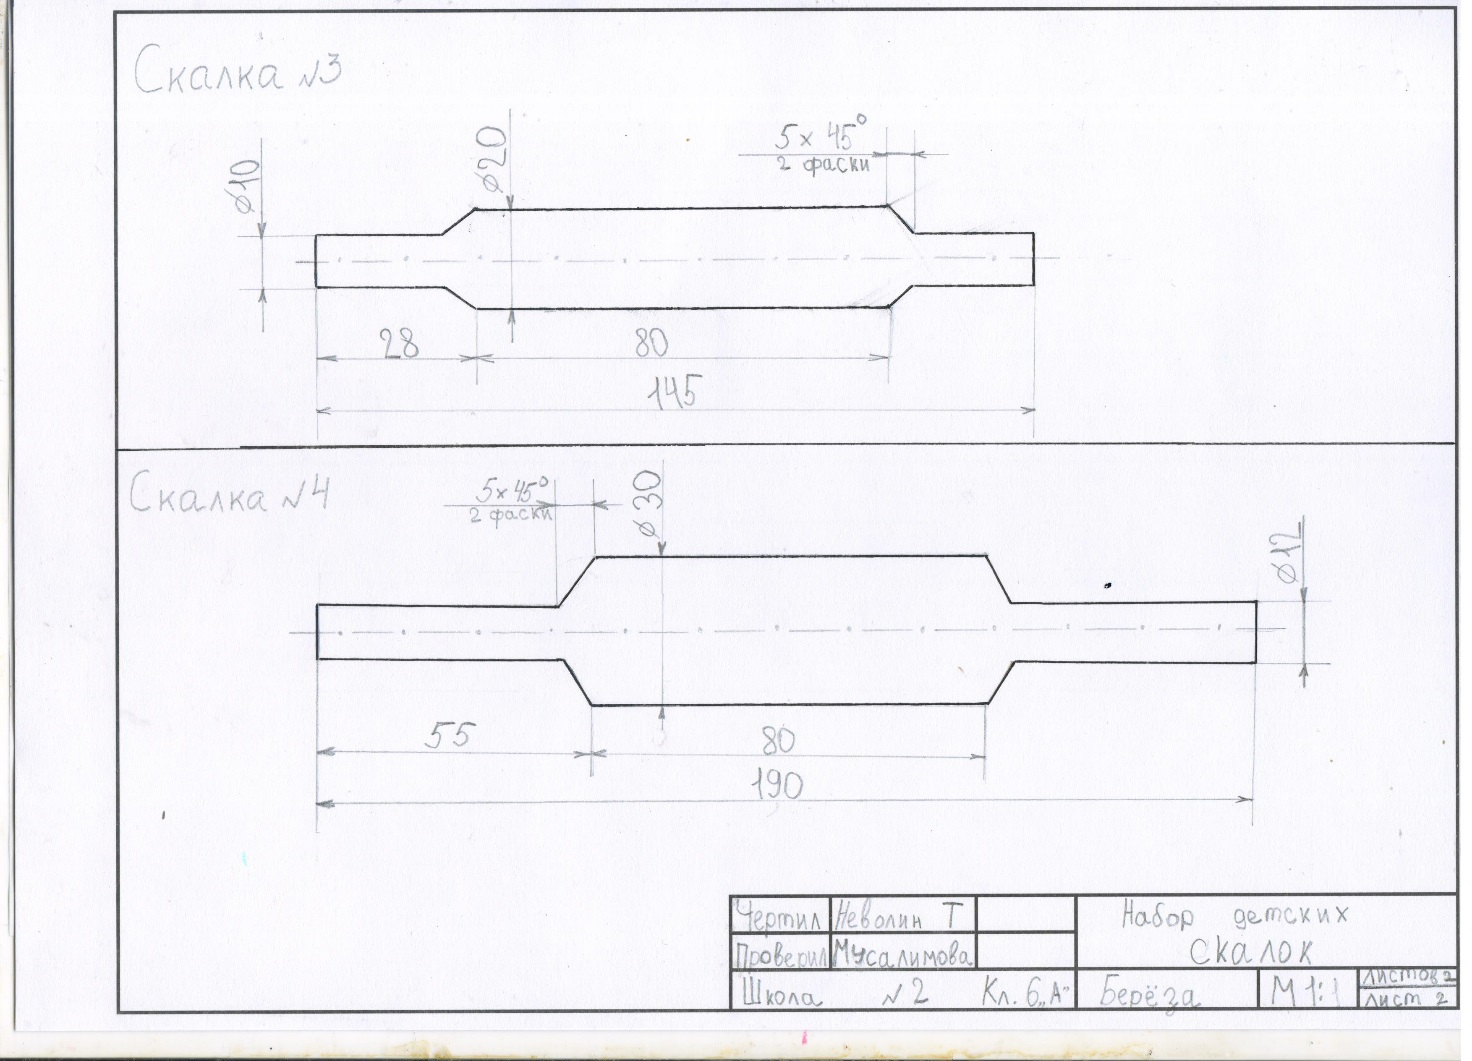 Скалка №3
⌀10
⌀20
5×45°
2 фаски
28
80
145
Скалка №4
5×45°
2 фаски
⌀30
⌀12
55
80
190
Чертил Неволин Т
Набор детских
Проверил Мусалимова
скалок
Школа №2 Кл. 6„А“
Берёза
М 1:1
Листов 2
Лист 2